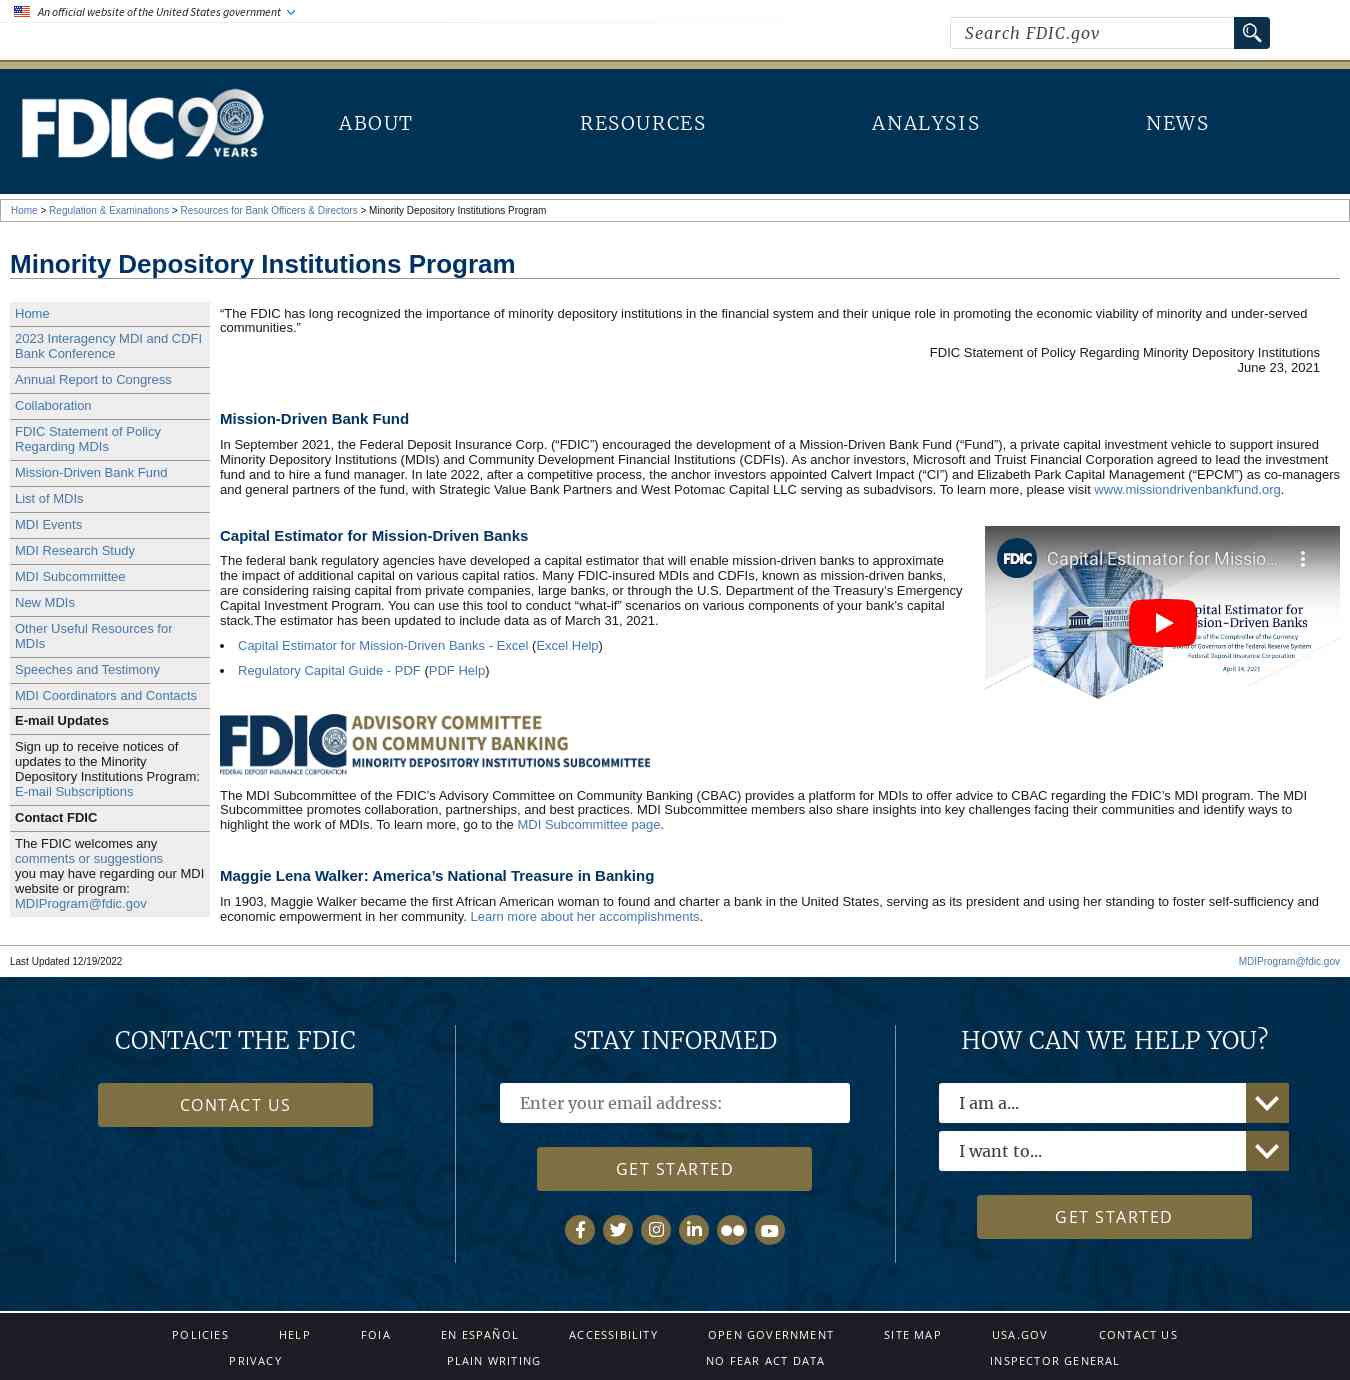 An official website of the United States government
Search FDIC.gov
FDIC 90 YEARS
ABOUT
RESOURCES
ANALYSIS
NEWS
Home > Regulation & Examinations > Resources for Bank Officers & Directors > Minority Depository Institutions Program
Minority Depository Institutions Program
Home
2023 Interagency MDI and CDFI
Bank Conference
Annual Report to Congress
Collaboration
FDIC Statement of Policy
Regarding MDIs
Mission-Driven Bank Fund
List of MDIs
MDI Events
MDI Research Study
MDI Subcommittee
New MDIs
Other Useful Resources for
MDIs
Speeches and Testimony
MDI Coordinators and Contacts
E-mail Updates
Sign up to receive notices of
updates to the Minority
Depository Institutions Program:
E-mail Subscriptions
Contact FDIC
The FDIC welcomes any
comments or suggestions
you may have regarding our MDI
website or program:
MDIProgram@fdic.gov
“The FDIC has long recognized the importance of minority depository institutions in the financial system and their unique role in promoting the economic viability of minority and under-served
communities.”
FDIC Statement of Policy Regarding Minority Depository Institutions
June 23, 2021
Mission-Driven Bank Fund
In September 2021, the Federal Deposit Insurance Corp. (“FDIC”) encouraged the development of a Mission-Driven Bank Fund (“Fund”), a private capital investment vehicle to support insured
Minority Depository Institutions (MDIs) and Community Development Financial Institutions (CDFIs). As anchor investors, Microsoft and Truist Financial Corporation agreed to lead the investment
fund and to hire a fund manager. In late 2022, after a competitive process, the anchor investors appointed Calvert Impact (“CI”) and Elizabeth Park Capital Management (“EPCM”) as co-managers
and general partners of the fund, with Strategic Value Bank Partners and West Potomac Capital LLC serving as subadvisors. To learn more, please visit www.missiondrivenbankfund.org.
Capital Estimator for Mission-Driven Banks
The federal bank regulatory agencies have developed a capital estimator that will enable mission-driven banks to approximate
the impact of additional capital on various capital ratios. Many FDIC-insured MDIs and CDFIs, known as mission-driven banks,
are considering raising capital from private companies, large banks, or through the U.S. Department of the Treasury’s Emergency
Capital Investment Program. You can use this tool to conduct “what-if” scenarios on various components of your bank’s capital
stack.The estimator has been updated to include data as of March 31, 2021.
• Capital Estimator for Mission-Driven Banks - Excel (Excel Help)
• Regulatory Capital Guide - PDF (PDF Help)
FDIC
Capital Estimator for Missio...
pital Estimator for
ssion-Driven Banks
e of the Comptroller of the Currency
of Governors of the Federal Reserve System
Federal Deposit Insurance Corporation
April 14, 2021
FDIC
FEDERAL DEPOSIT INSURANCE CORPORATION
ADVISORY COMMITTEE
ON COMMUNITY BANKING
MINORITY DEPOSITORY INSTITUTIONS SUBCOMMITTEE
The MDI Subcommittee of the FDIC’s Advisory Committee on Community Banking (CBAC) provides a platform for MDIs to offer advice to CBAC regarding the FDIC’s MDI program. The MDI
Subcommittee promotes collaboration, partnerships, and best practices. MDI Subcommittee members also share insights into key challenges facing their communities and identify ways to
highlight the work of MDIs. To learn more, go to the MDI Subcommittee page.
Maggie Lena Walker: America’s National Treasure in Banking
In 1903, Maggie Walker became the first African American woman to found and charter a bank in the United States, serving as its president and using her standing to foster self-sufficiency and
economic empowerment in her community. Learn more about her accomplishments.
Last Updated 12/19/2022
MDIProgram@fdic.gov
CONTACT THE FDIC
CONTACT US
STAY INFORMED
Enter your email address:
GET STARTED
HOW CAN WE HELP YOU?
I am a...
I want to...
GET STARTED
POLICIES
HELP
FOIA
EN ESPAÑOL
ACCESSIBILITY
OPEN GOVERNMENT
SITE MAP
USA.GOV
CONTACT US
PRIVACY
PLAIN WRITING
NO FEAR ACT DATA
INSPECTOR GENERAL